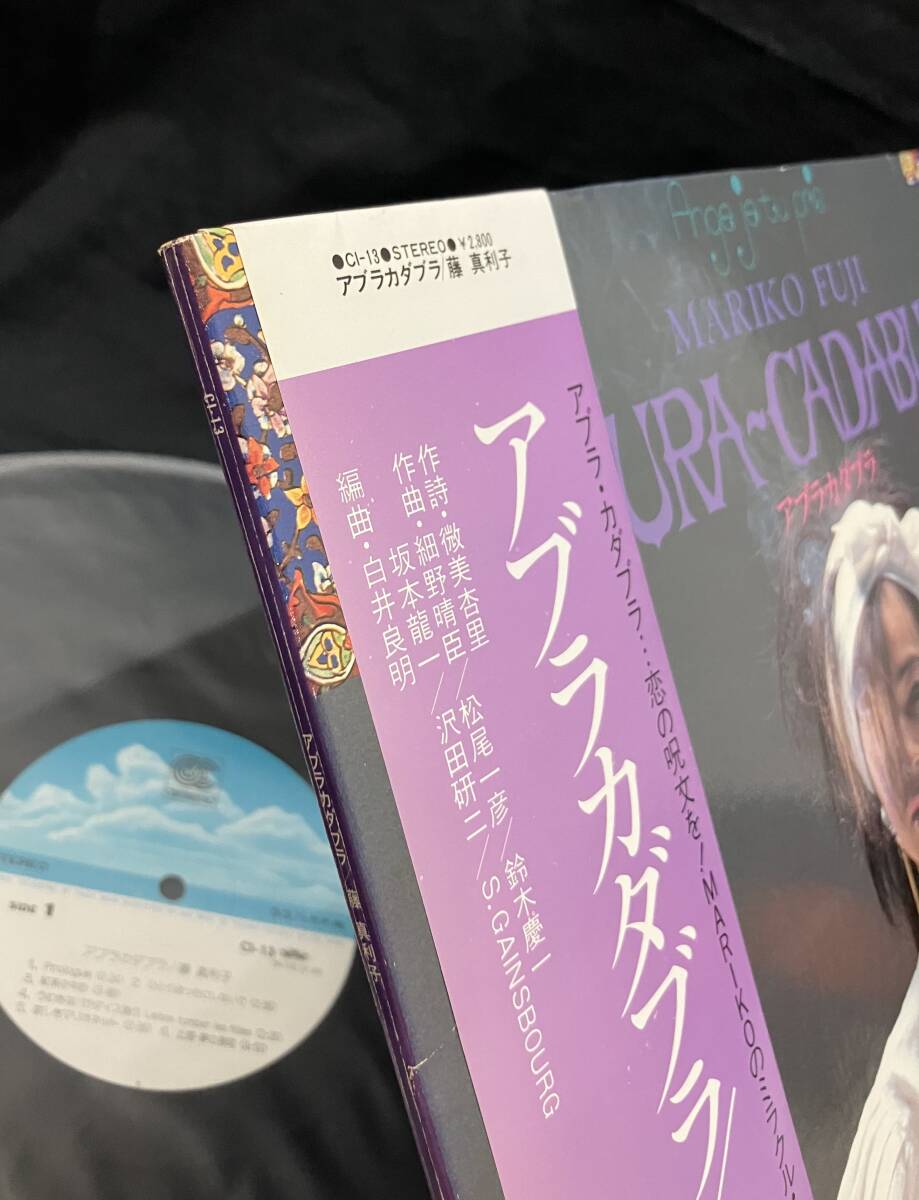 ●CI-13●STEREO●¥2,800
アブラカダブラ/藤 真利子
アブラ・カダブラ…恋の呪文を!MARIKOのミラクル・
アブラカダブラ/
作詩・微美杏里/松尾一彦/鈴木慶一
作曲・細野晴臣/沢田研二/S.GAINSBOURG
坂本龍一
編曲・白井良明
MARIKO FUJI
URA~CADAB
アブラカダブラ
CI-13
アブラカダブラ/藤 真利子
CI-13
アブラカダブラ/藤 真利子
1. Prologue